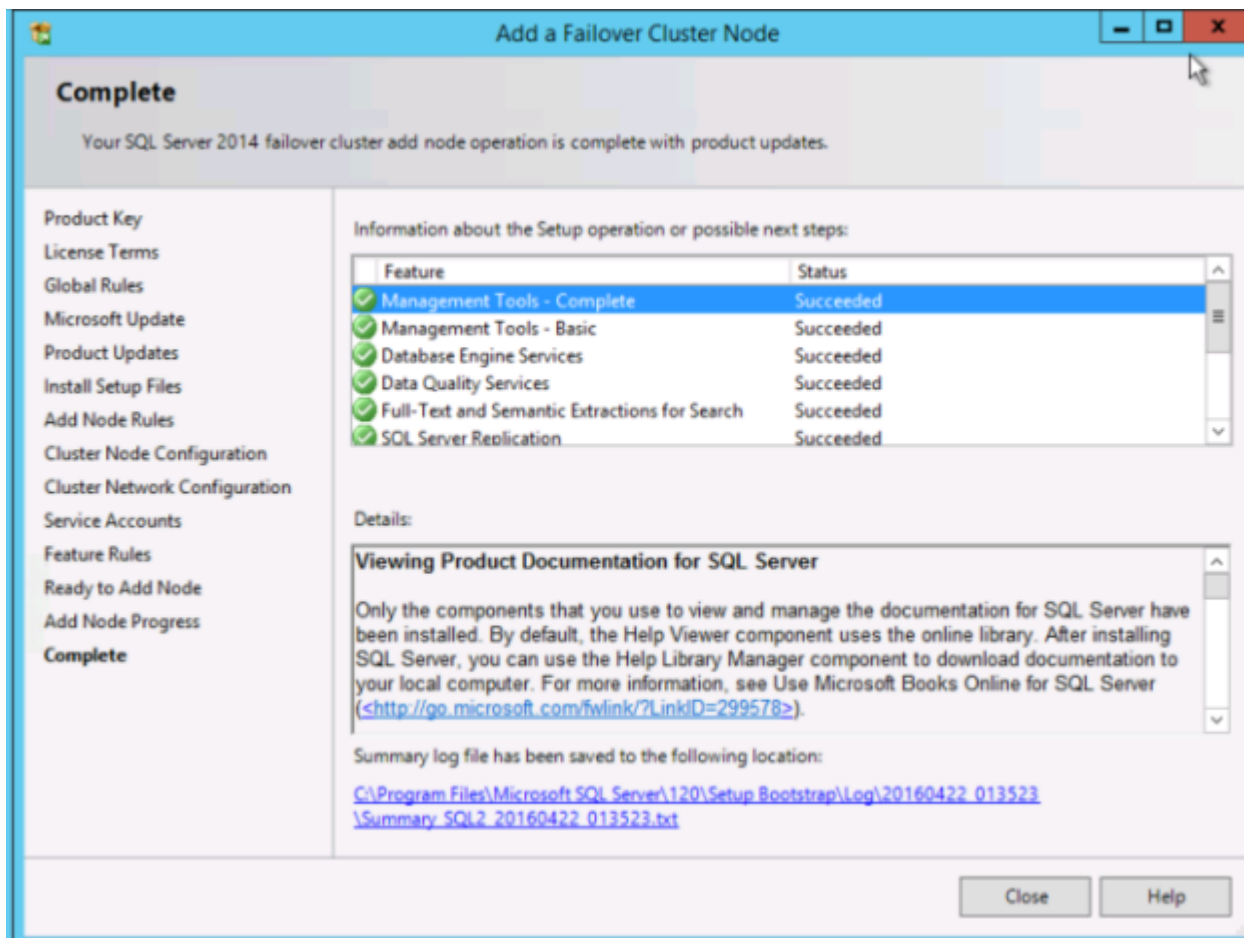 Add a Failover Cluster Node
Complete
Your SQL Server 2014 failover cluster add node operation is complete with product updates.
Product Key
License Terms
Global Rules
Microsoft Update
Product Updates
Install Setup Files
Add Node Rules
Cluster Node Configuration
Cluster Network Configuration
Service Accounts
Feature Rules
Ready to Add Node
Add Node Progress
Complete
Information about the Setup operation or possible next steps:
Feature Status
Management Tools - Complete Succeeded
Management Tools - Basic Succeeded
Database Engine Services Succeeded
Data Quality Services Succeeded
Full-Text and Semantic Extractions for Search Succeeded
SQL Server Replication Succeeded
Details:
Viewing Product Documentation for SQL Server
Only the components that you use to view and manage the documentation for SQL Server have
been installed. By default, the Help Viewer component uses the online library. After installing
SQL Server, you can use the Help Library Manager component to download documentation to
your local computer. For more information, see Use Microsoft Books Online for SQL Server
(<http://go.microsoft.com/fwlink/?LinkID=299578>).
Summary log file has been saved to the following location:
C:\Program Files\Microsoft SQL Server\120\Setup Bootstrap\Log\20160422_013523
\Summary_SQL2_20160422_013523.txt
Close Help